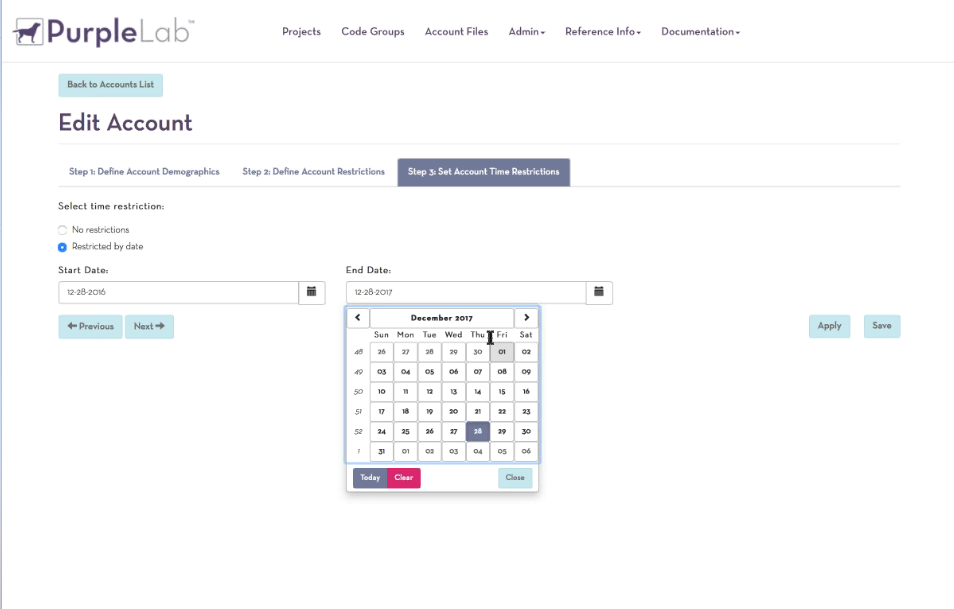 PurpleLab™
Projects Code Groups Account Files Admin Reference Info Documentation
Back to Accounts List
Edit Account
Step 1: Define Account Demographics Step 2: Define Account Restrictions Step 3: Set Account Time Restrictions
Select time restriction:
No restrictions
Restricted by date
Start Date: End Date:
12-28-2016 12-28-2017
Previous Next Apply Save
December 2017
Sun Mon Tue Wed Thu Fri Sat
48 26 27 28 29 30 01 02
49 03 04 05 06 07 08 09
50 10 11 12 13 14 15 16
51 17 18 19 20 21 22 23
52 24 25 26 27 28 29 30
1 31 01 02 03 04 05 06
Today Clear Close